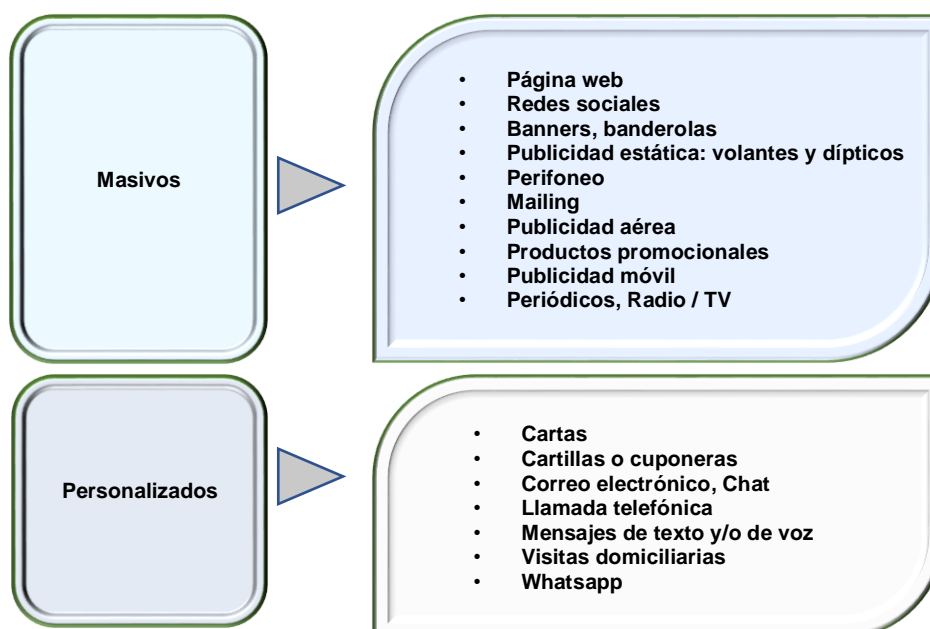 Masivos
• Página web
• Redes sociales
• Banners, banderolas
• Publicidad estática: volantes y dípticos
• Perifoneo
• Mailing
• Publicidad aérea
• Productos promocionales
• Publicidad móvil
• Periódicos, Radio / TV
Personalizados
• Cartas
• Cartillas o cuponeras
• Correo electrónico, Chat
• Llamada telefónica
• Mensajes de texto y/o de voz
• Visitas domiciliarias
• Whatsapp